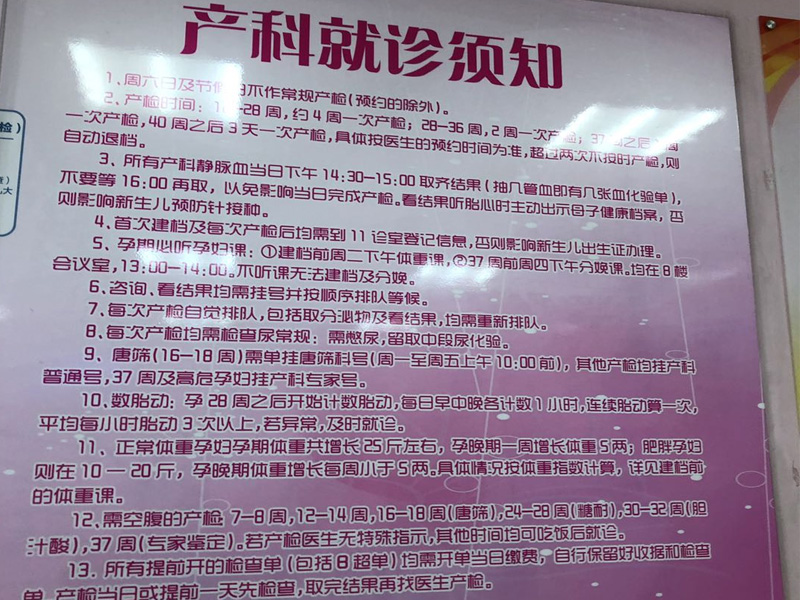 产科就诊须知
1、周六日及节假日不作常规产检(预约的除外)。
2、产检时间: -28周,约4周一次产检; 28-36周,2周一次产检; 37周之后
一次产检,40周之后3天一次产检,具体按医生的预约时间为准,超过两次不按时产检,则
自动退档。
3、所有产科静脉血当日下午14:30-15:00取齐结果(抽几管血即有几张血化验单),
不要等16:00再取, 以免影响当日完成产检。看结果听胎心时主动出示母子健康档案, 否
则影响新生儿预防针接种。
4、首次建档及每次产检后均需到11诊室登记信息,否则影响新生儿出生证办理。
5、孕期必听孕妇课: ①建档前周二下午体重课,②37周前周四下午分娩课。均在8楼
会议室,13:00-14:00。不听课无法建档及分娩。
6、咨询、看结果均需挂号并按顺序排队等候。
7、每次产检自觉排队,包括取分泌物及看结果,均需重新排队。
8、每次产检均需检查尿常规: 需憋尿,留取中段尿化验。
9、唐筛(16-18周)需单挂唐筛科号(周一至周五上午10:00前), 其他产检均挂产科
普通号,37周及高危孕妇挂产科专家号。
10、数胎动: 孕28周之后开始计数胎动,每日早中晚各计数1小时,连续胎动算一次,
平均每小时胎动3次以上,若异常,及时就诊。
11、正常体重孕妇孕期体重共增长25斤左右, 孕晚期一周增长体重5两; 肥胖孕妇
则在10—20斤, 孕晚期体重增长每周小于5两。具体情况按体重指数计算, 详见建档前
的体重课。
12、需空腹的产检: 7-8周,12-14周,16-18周(唐筛),24-28周(糖耐),30-32周(胆
汁酸),37周(专家鉴定)。若产检医生无特殊指示,其他时间均可吃饭后就诊。
13、所有提前开的检查单(包括B超单)均需开单当日缴费, 自行保留好收据和检查
单, 产检当日或提前一天先检查, 取完结果再找医生产检。
检)